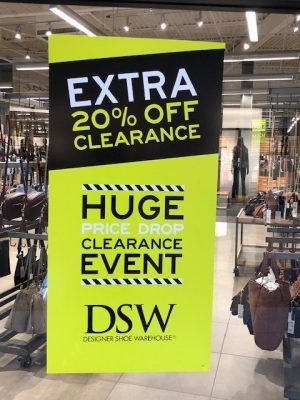 EXTRA
20% OFF
CLEARANCE
HUGE
PRICE DROP
CLEARANCE
EVENT
DSW
DESIGNER SHOE WAREHOUSE